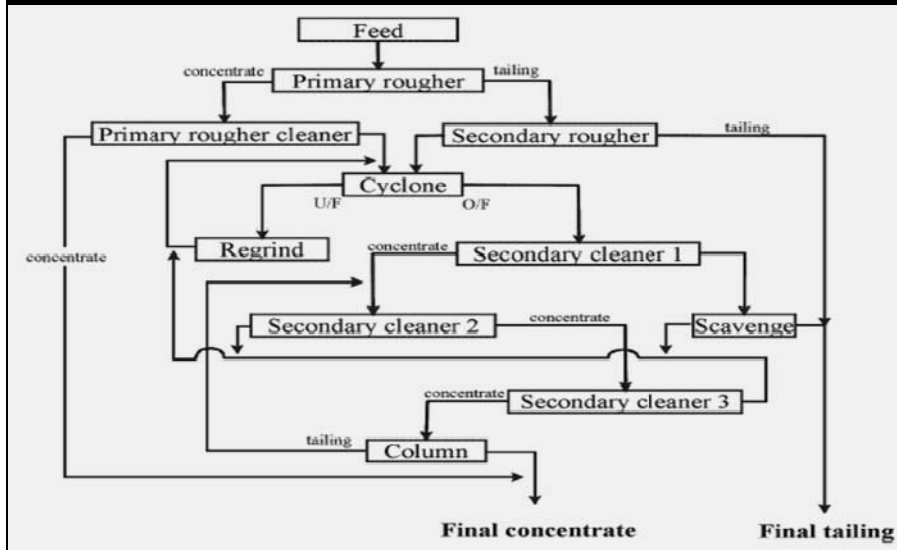 Feed
concentrate
tailing
Primary rougher
Primary rougher cleaner
Secondary rougher
tailing
Cyclone
U/F
O/F
Regrind
concentrate
concentrate
Secondary cleaner 1
Secondary cleaner 2
concentrate
Scavenge
concentrate
Secondary cleaner 3
tailing
Column
Final concentrate
Final tailing